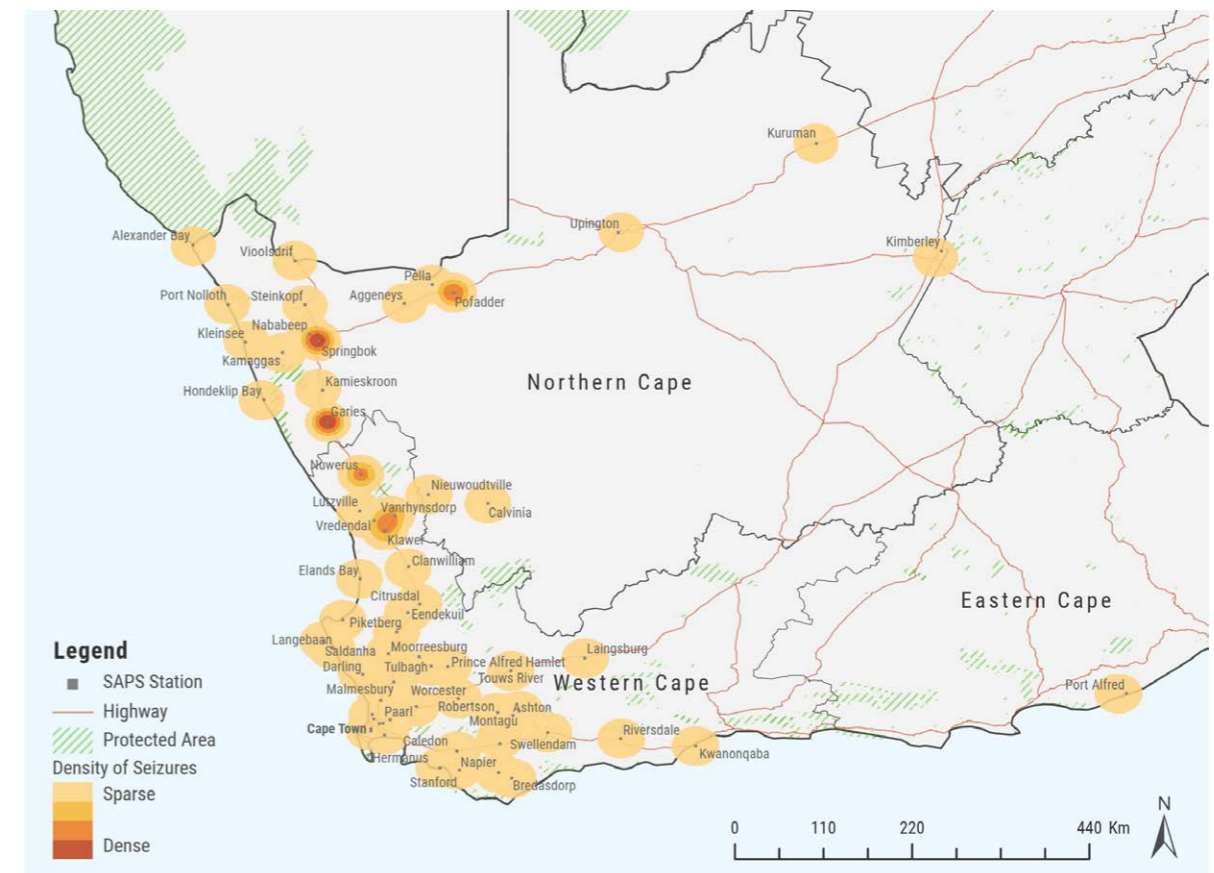 Kuruman
Upington
Kimberley
Alexander Bay
Vioolsdrif
Pella
Aggeneys
Pofadder
Port Nolloth
Steinkopf
Nababeep
Kleinsee
Springbok
Kamaggas
Kamieskroon
Hondeklip Bay
Garies
Northern Cape
Nuwerus
Nieuwoudtville
Lutzville
Vanrhynsdorp
Calvinia
Vredendal
Klawer
Clanwilliam
Elands Bay
Citrusdal
Eendekuil
Eastern Cape
Piketberg
Langebaan
Saldanha
Moorreesburg
Laingsburg
Darling
Tulbagh
Prince Alfred Hamlet
Touws River
Western Cape
Malmesbury
Worcester
Port Alfred
Robertson
Ashton
Paarl
Montagu
Cape Town
Riversdale
Caledon
Swellendam
Kwanonqaba
Hermanus
Napier
Stanford
Bredasdorp
Legend
SAPS Station
Highway
Protected Area
Density of Seizures
Sparse
Dense
0 110 220 440 Km
N